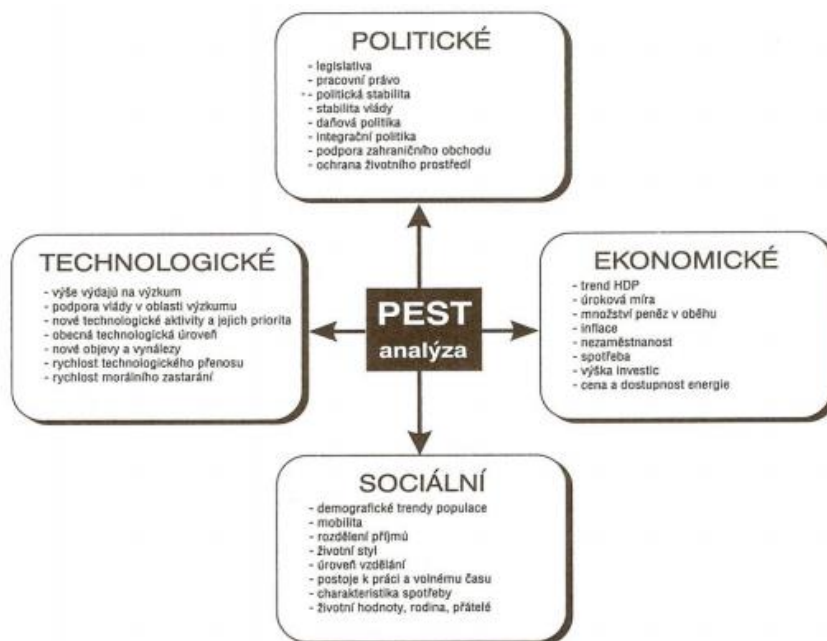 POLITICKÉ
- legislativa
- pracovní právo
-- politická stabilita
- stabilita vlády
- daňová politika
- integrační politika
- podpora zahraničního obchodu
- ochrana životního prostředí
TECHNOLOGICKÉ
- výše výdajů na výzkum
- podpora vlády v oblasti výzkumu
- nové technologické aktivity a jejich priorita
- obecná technologická úroveň
- nové objevy a vynálezy
- rychlost technologického přenosu
- rychlost morálního zastarání
PEST
analýza
EKONOMICKÉ
- trend HDP
- úroková míra
- množství peněz v oběhu
- inflace
- nezaměstnanost
- spotřeba
- výška investic
- cena a dostupnost energie
SOCIÁLNÍ
- demografické trendy populace
- mobilita
- rozdělení příjmů
- životní styl
- úroveň vzdělání
- postoje k práci a volnému času
- charakteristika spotřeby
- životní hodnoty, rodina, přátelé